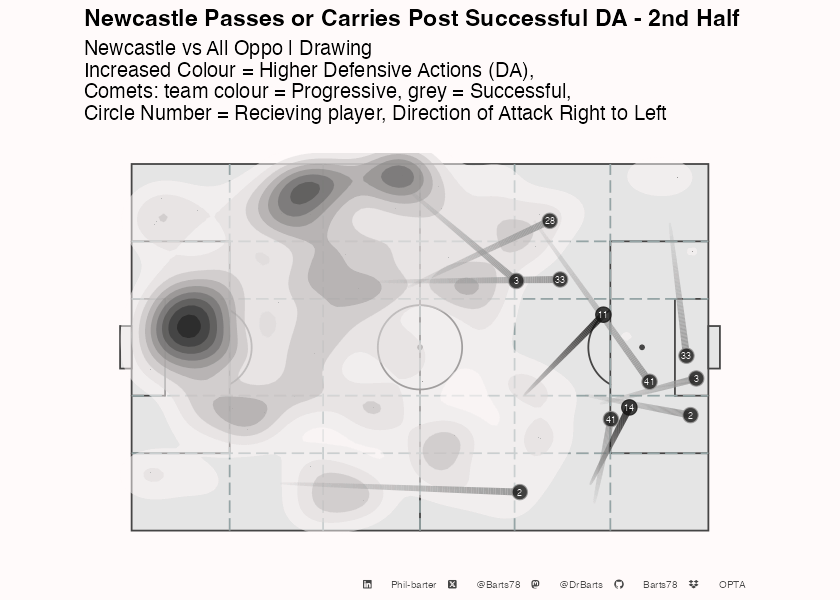 Newcastle Passes or Carries Post Successful DA - 2nd Half
Newcastle vs All Oppo | Drawing
Increased Colour = Higher Defensive Actions (DA),
Comets: team colour = Progressive, grey = Successful,
Circle Number = Recieving player, Direction of Attack Right to Left
28
3
33
11
33
41
3
14
41
2
2
Phil-barter @Barts78 @DrBarts Barts78 OPTA